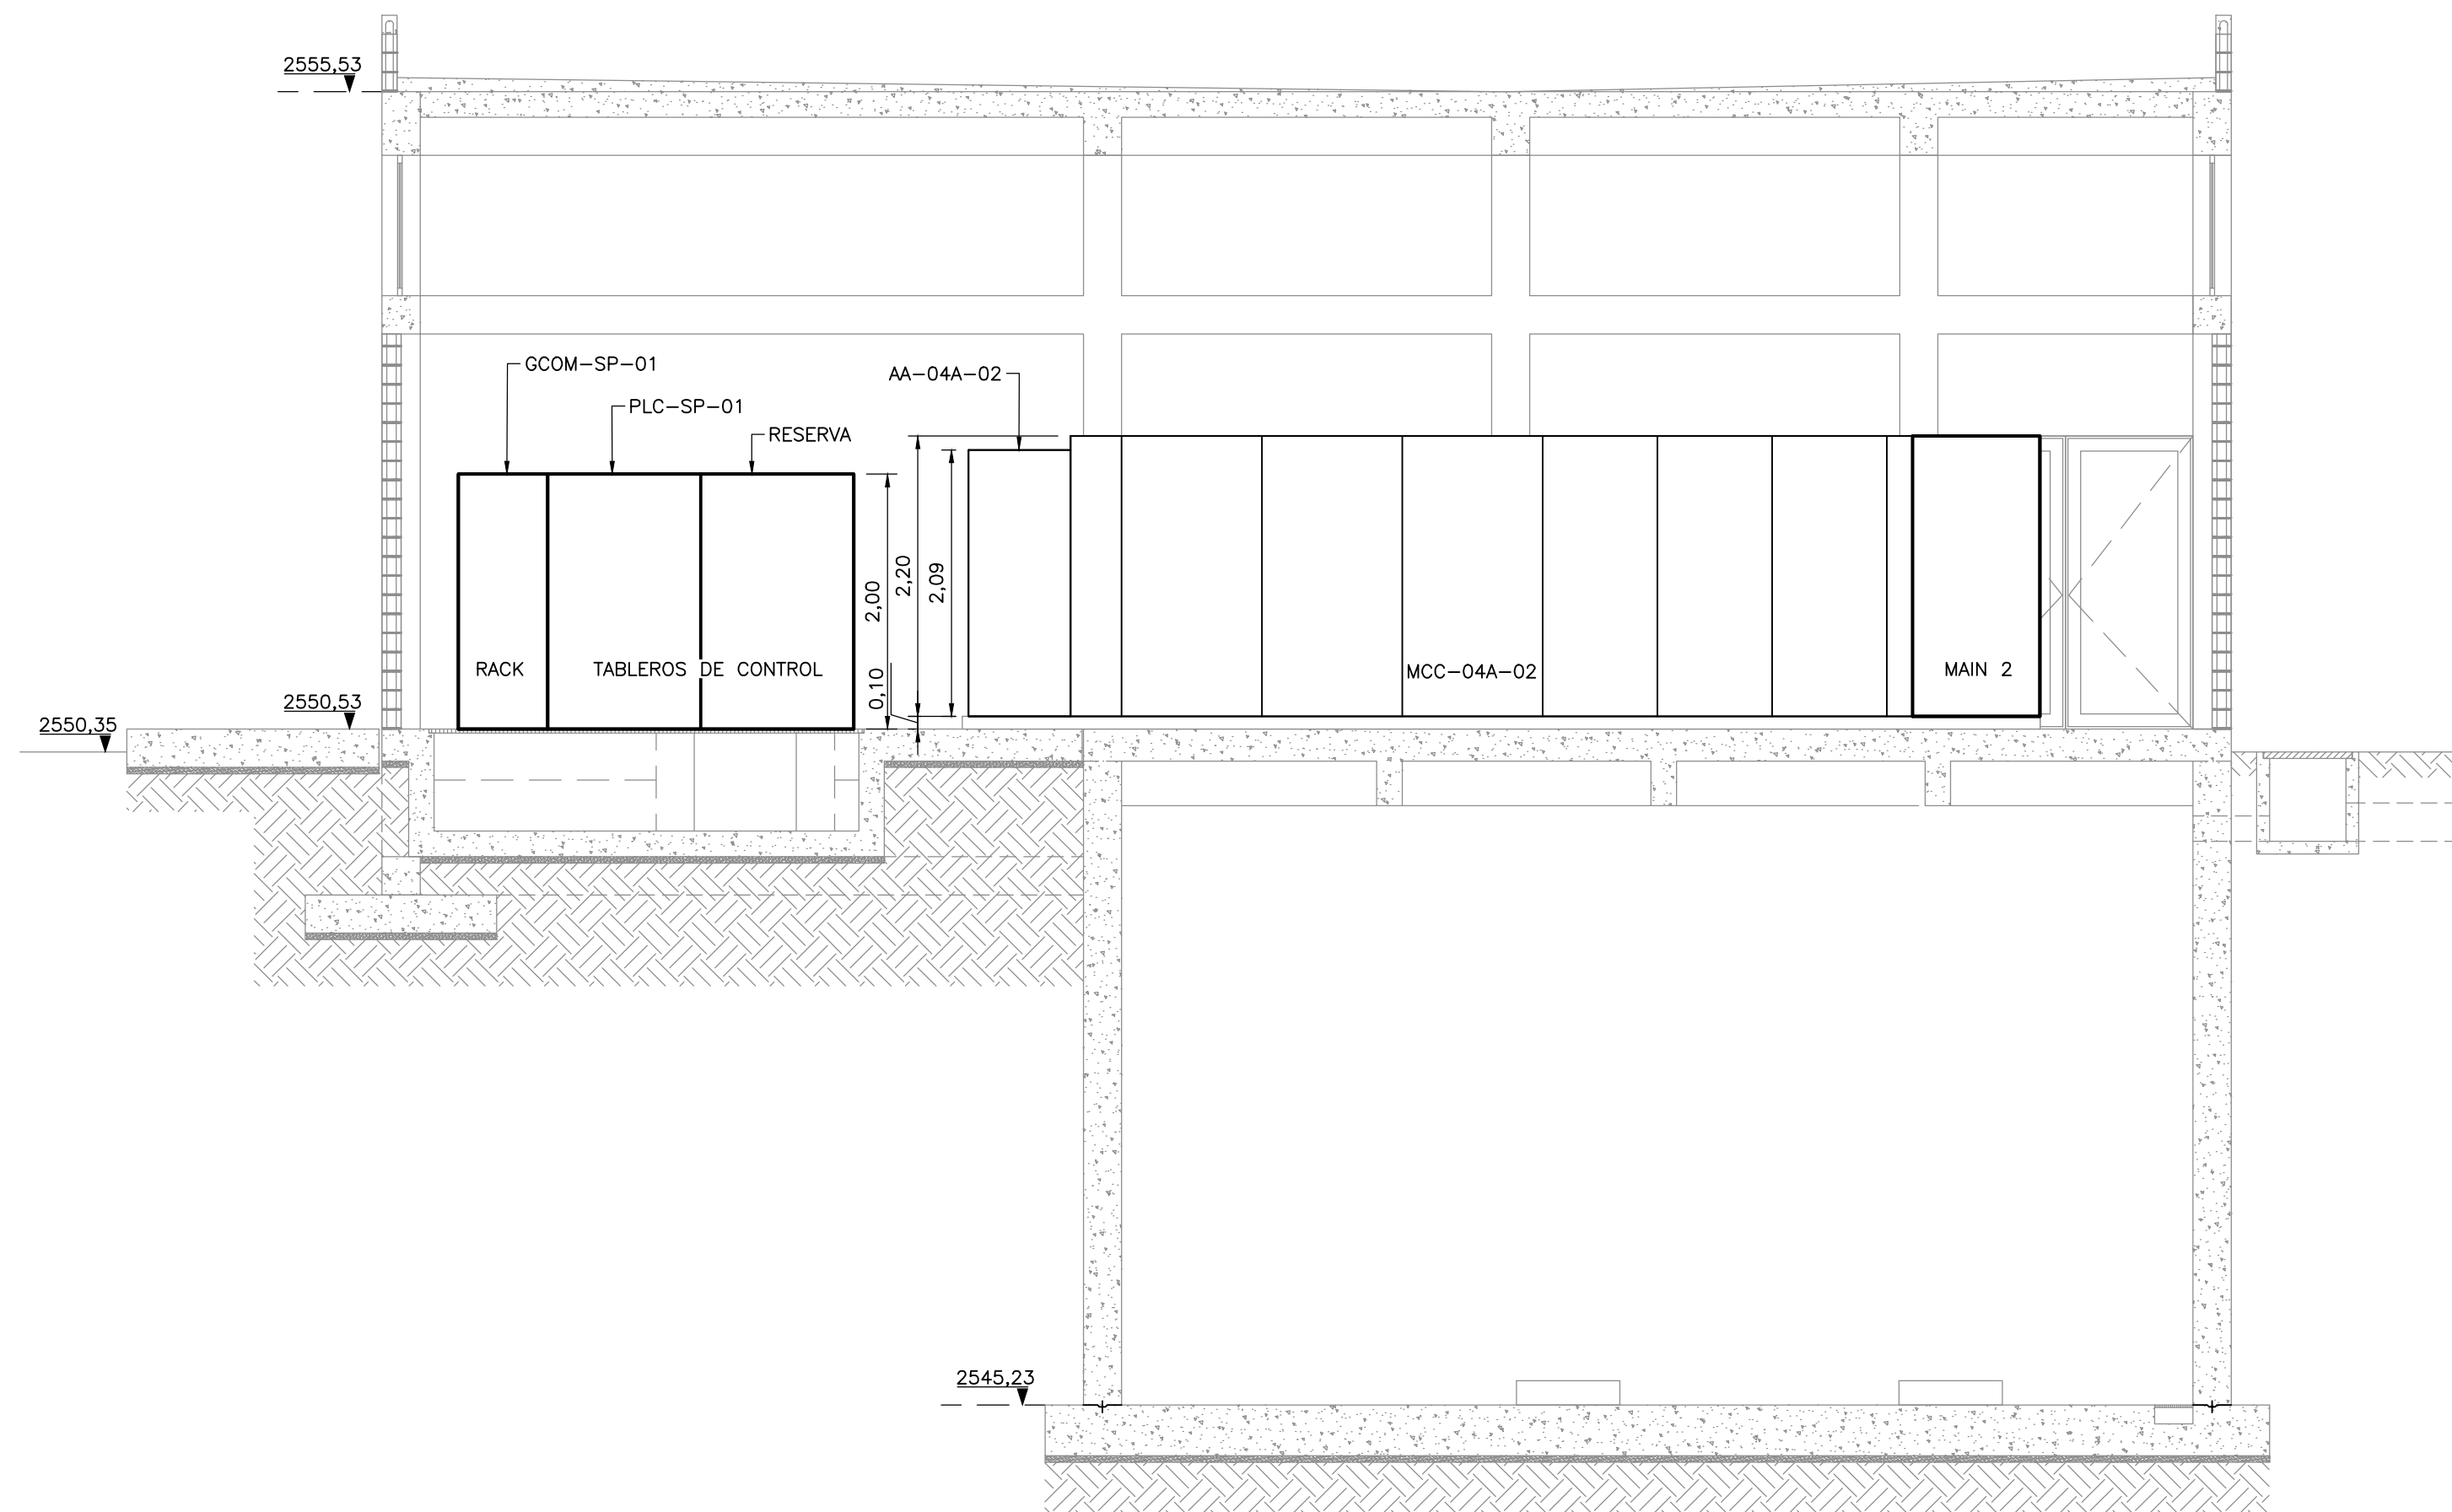 2555,53
GCOM-SP-01
AA-04A-02
PLC-SP-01
RESERVA
2,20
2,09
2,00
RACK
TABLEROS DE CONTROL
MCC-04A-02
MAIN 2
0,10
2550,53
2550,35
2545,23